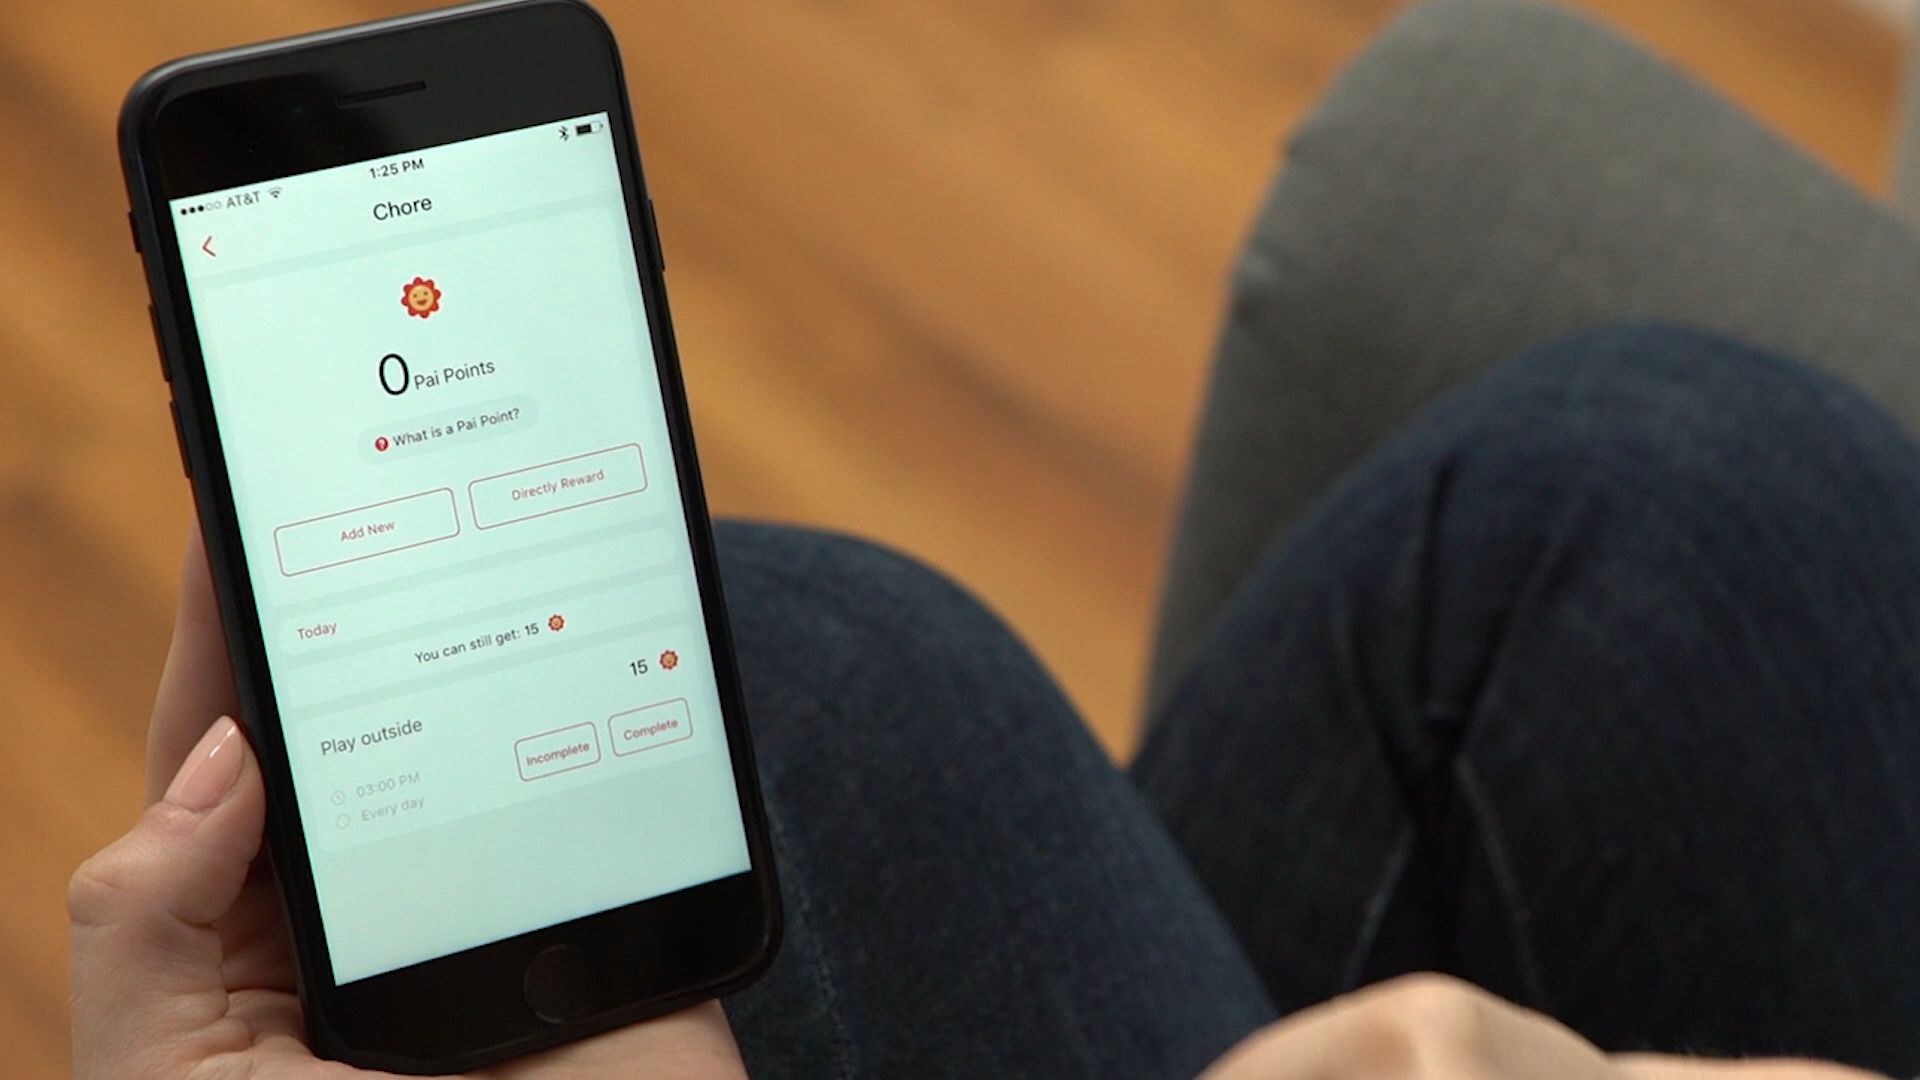 AT&T
1:25 PM
Chore
0 Pai Points
What is a Pai Point?
Add New
Directly Reward
Today
You can still get: 15
15
Play outside
Incomplete
Complete
03:00 PM
Every day